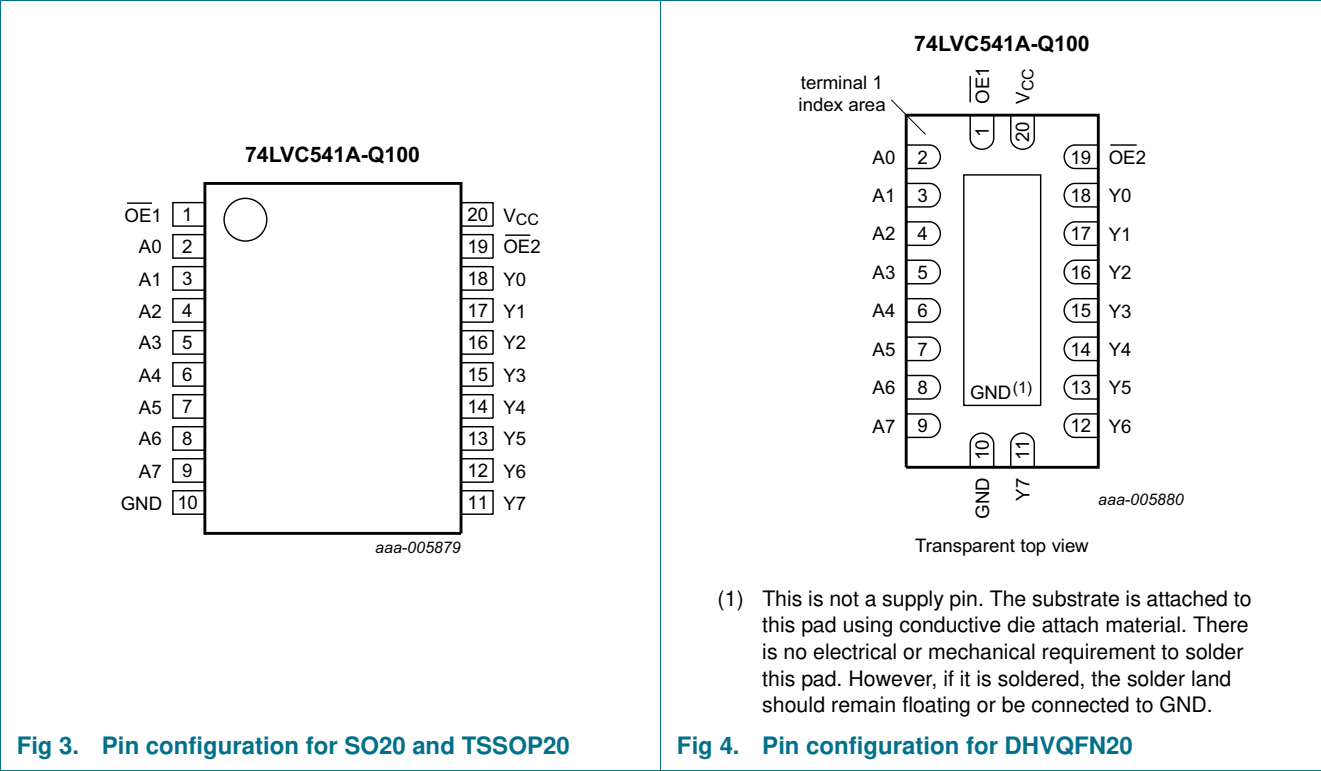 74LVC541A-Q100
O̅E̅1 1
A0 2
A1 3
A2 4
A3 5
A4 6
A5 7
A6 8
A7 9
GND 10
20 VCC
19 O̅E̅2
18 Y0
17 Y1
16 Y2
15 Y3
14 Y4
13 Y5
12 Y6
11 Y7
aaa-005879
Fig 3. Pin configuration for SO20 and TSSOP20
74LVC541A-Q100
terminal 1
index area
O̅E̅1
VCC
1
20
A0 2
A1 3
A2 4
A3 5
A4 6
A5 7
A6 8
A7 9
19 O̅E̅2
18 Y0
17 Y1
16 Y2
15 Y3
14 Y4
13 Y5
12 Y6
GND(1)
10
11
GND
Y7
aaa-005880
Transparent top view
(1) This is not a supply pin. The substrate is attached to
this pad using conductive die attach material. There
is no electrical or mechanical requirement to solder
this pad. However, if it is soldered, the solder land
should remain floating or be connected to GND.
Fig 4. Pin configuration for DHVQFN20